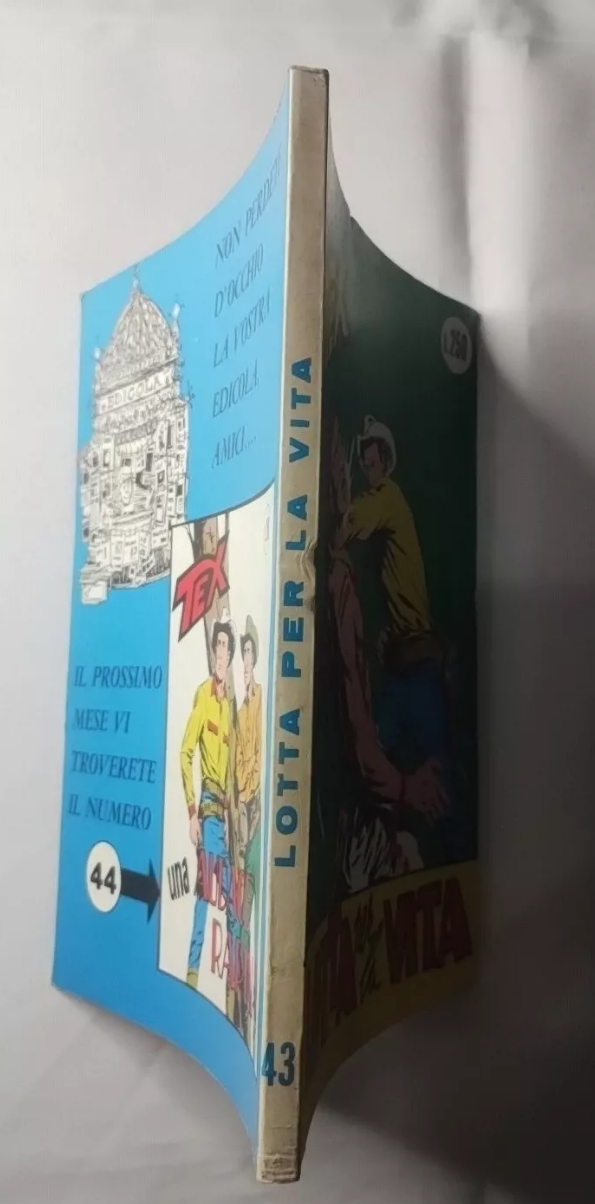 NON PERDETE
D'OCCHIO
LA VOSTRA
EDICOLA,
AMICI....
EDICOLA
TEX
una
IL PROSSIMO
MESE VI
TROVERETE
IL NUMERO
44
LOTTA PER LA VITA
43
L.250
VITA